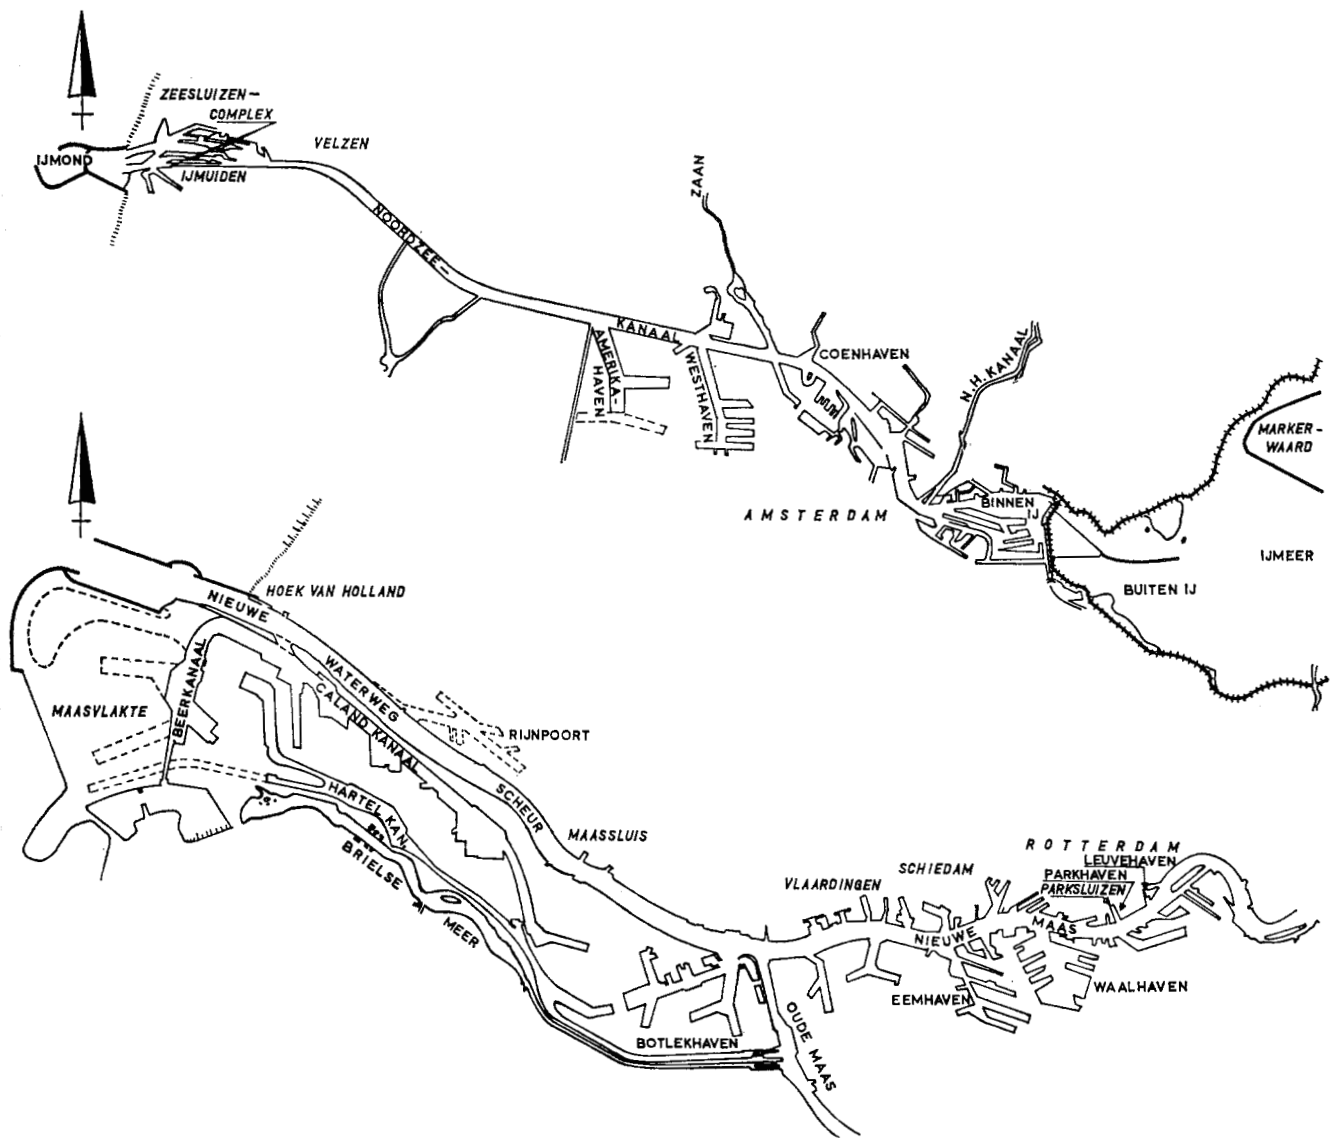 ZEESLUIZEN-
COMPLEX
VELZEN
IJMOND
IJMUIDEN
ZAAN
NOORDZEE-
KANAAL
AMERIKA-
HAVEN
WESTHAVEN
COENHAVEN
N.H. KANAAL
MARKER-
WAARD
AMSTERDAM
BINNEN
IJ
IJMEER
BUITEN IJ
HOEK VAN HOLLAND
NIEUWE
WATERWEG
BEERKANAAL
CALAND KANAAL
MAASVLAKTE
RIJNPOORT
SCHEUR
HARTEL KAN.
MAASSLUIS
BRIELSE
MEER
ROTTERDAM
LEUVEHAVEN
PARKHAVEN
PARKSLUIZEN
SCHIEDAM
VLAARDINGEN
NIEUWE
MAAS
WAALHAVEN
EEMHAVEN
OUDE MAAS
BOTLEKHAVEN